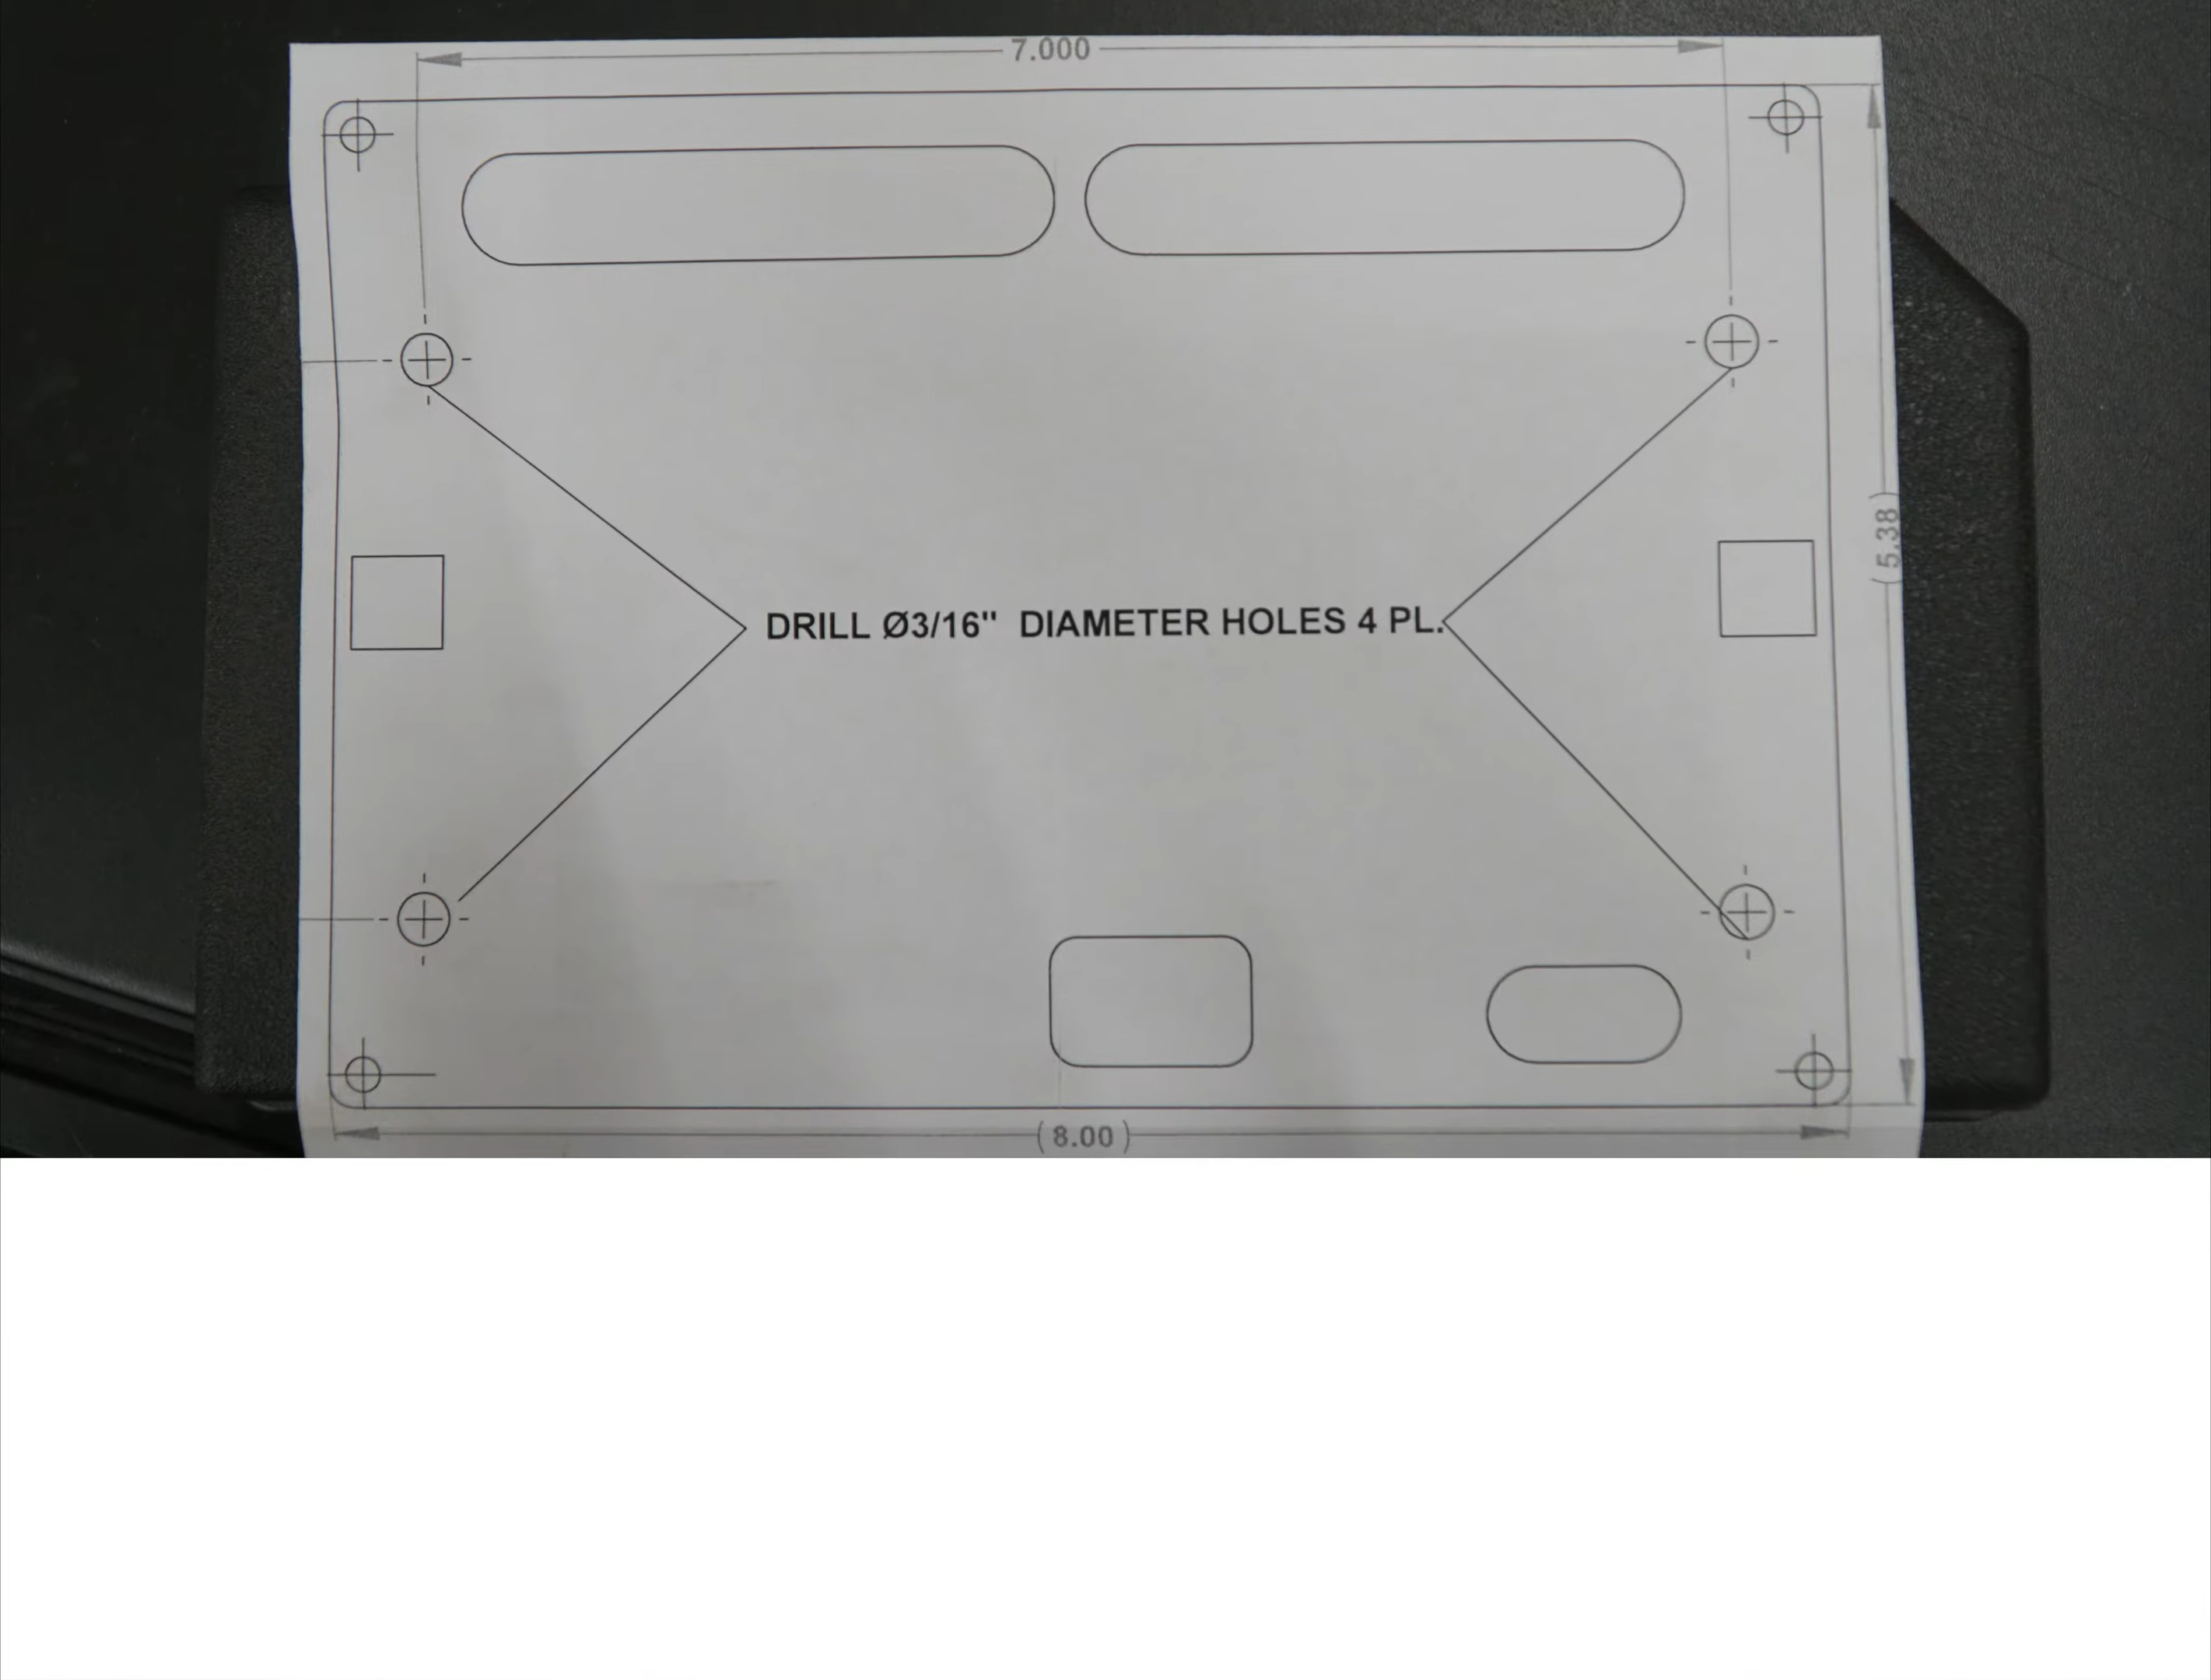 7.000
(5.38)
DRILL Ø3/16" DIAMETER HOLES 4 PL.
(8.00)